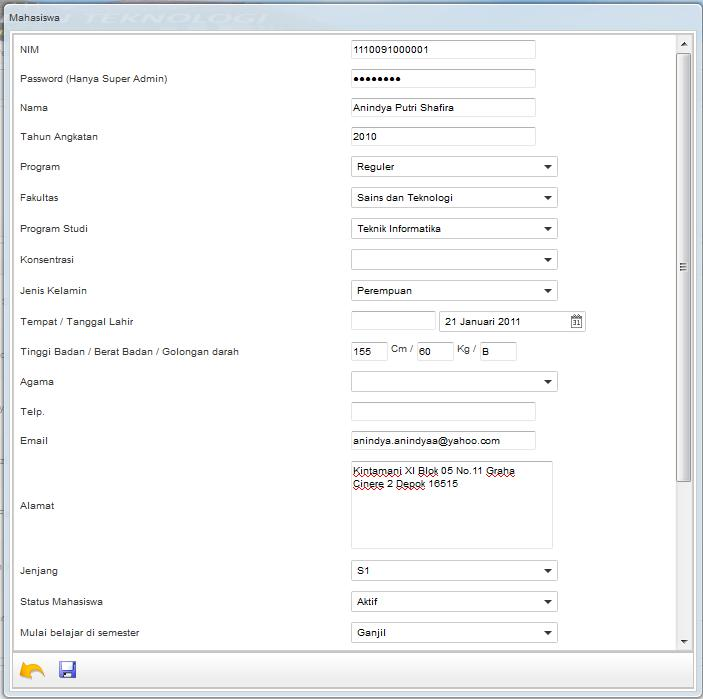 Mahasiswa
TEKNOLOGI
NIM 1110091000001
Password (Hanya Super Admin) ●●●●●●●●
Nama Anindya Putri Shafira
Tahun Angkatan 2010
Program Reguler
Fakultas Sains dan Teknologi
Program Studi Teknik Informatika
Konsentrasi
Jenis Kelamin Perempuan
Tempat / Tanggal Lahir 21 Januari 2011 31
Tinggi Badan / Berat Badan / Golongan darah 155 Cm / 60 Kg / B
Agama
Telp.
Email anindya.anindyaa@yahoo.com
Alamat
Kintamani XI Blok 05 No.11 Graha
Cinere 2 Depok 16515
Jenjang S1
Status Mahasiswa Aktif
Mulai belajar di semester Ganjil